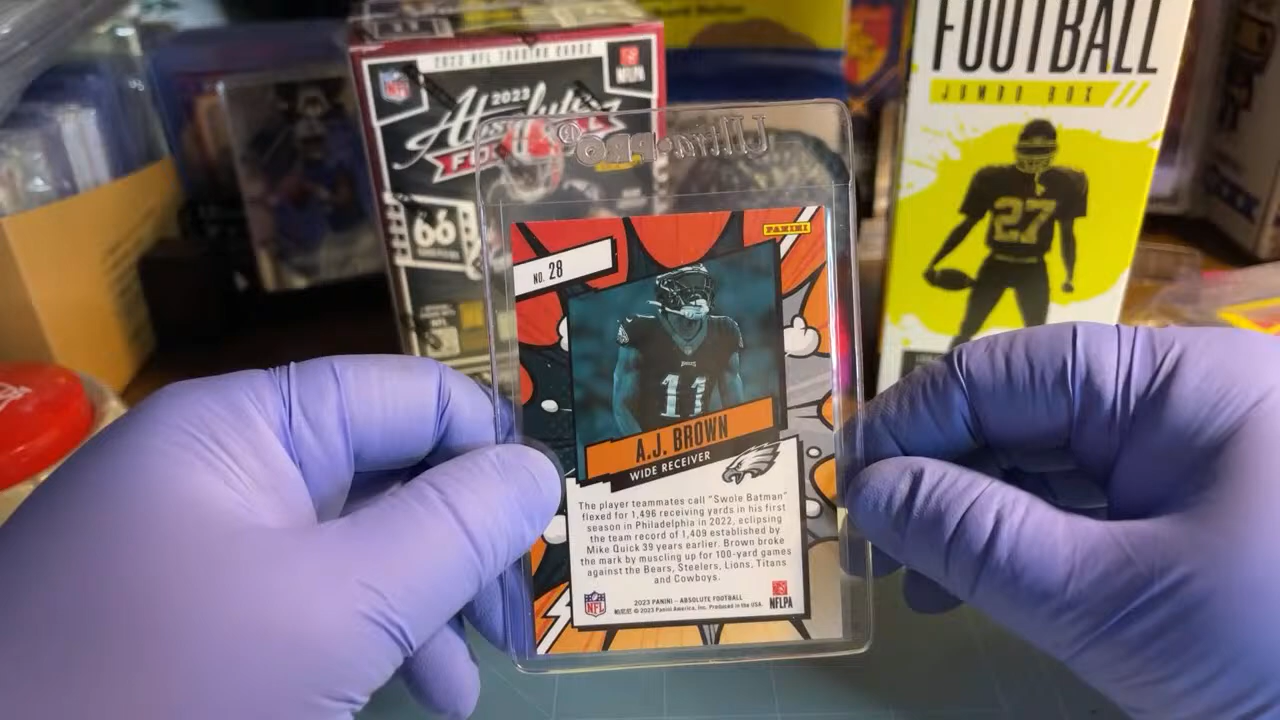 FOOTBALL
JUMBO BOX
27
2023 NFL TRADING CARDS
NFL
NFLPA
2023
Absolute
66
Ultra·PRO®
PANINI
NO. 28
11
A.J. BROWN
WIDE RECEIVER
The player teammates call "Swole Batman"
flexed for 1,496 receiving yards in his first
season in Philadelphia in 2022, eclipsing
the team record of 1,409 established by
Mike Quick 39 years earlier. Brown broke
the mark by muscling up for 100-yard games
against the Bears, Steelers, Lions, Titans
and Cowboys.
2023 PANINI - ABSOLUTE FOOTBALL
© 2023 Panini America, Inc. Produced in the USA.
NFL
NFLPA